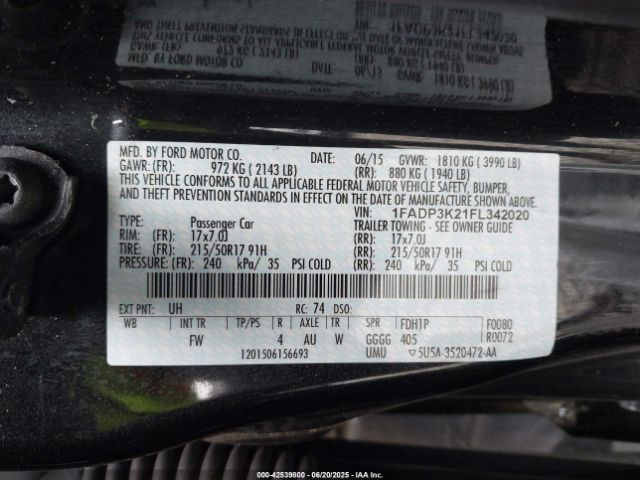 MFD. BY FORD MOTOR CO.
DATE: 06/15 GVWR: 1810 KG ( 3990 LB)
GAWR: (FR): 972 KG ( 2143 LB) (RR): 880 KG ( 1940 LB)
THIS VEHICLE CONFORMS TO ALL APPLICABLE FEDERAL MOTOR VEHICLE SAFETY, BUMPER,
AND THEFT PREVENTION STANDARDS IN EFFECT ON THE DATE OF MANUFACTURE SHOWN ABOVE.
VIN: 1FADP3K21FL342020
TYPE: Passenger Car TRAILER TOWING - SEE OWNER GUIDE
RIM: (FR): 17x7.0J (RR): 17x7.0J
TIRE: (FR): 215/50R17 91H (RR): 215/50R17 91H
PRESSURE: (FR): 240 kPa/ 35 PSI COLD (RR): 240 kPa/ 35 PSI COLD
EXT PNT: UH RC: 74 DSO:
WB INT TR TP/PS R AXLE TR SPR FDH1P F0080
FW 4 AU W GGGG 405 R0072
1201506156693 UMU ▽5U5A-3520472-AA
000-42539800 - 06/20/2025 - IAAI.com